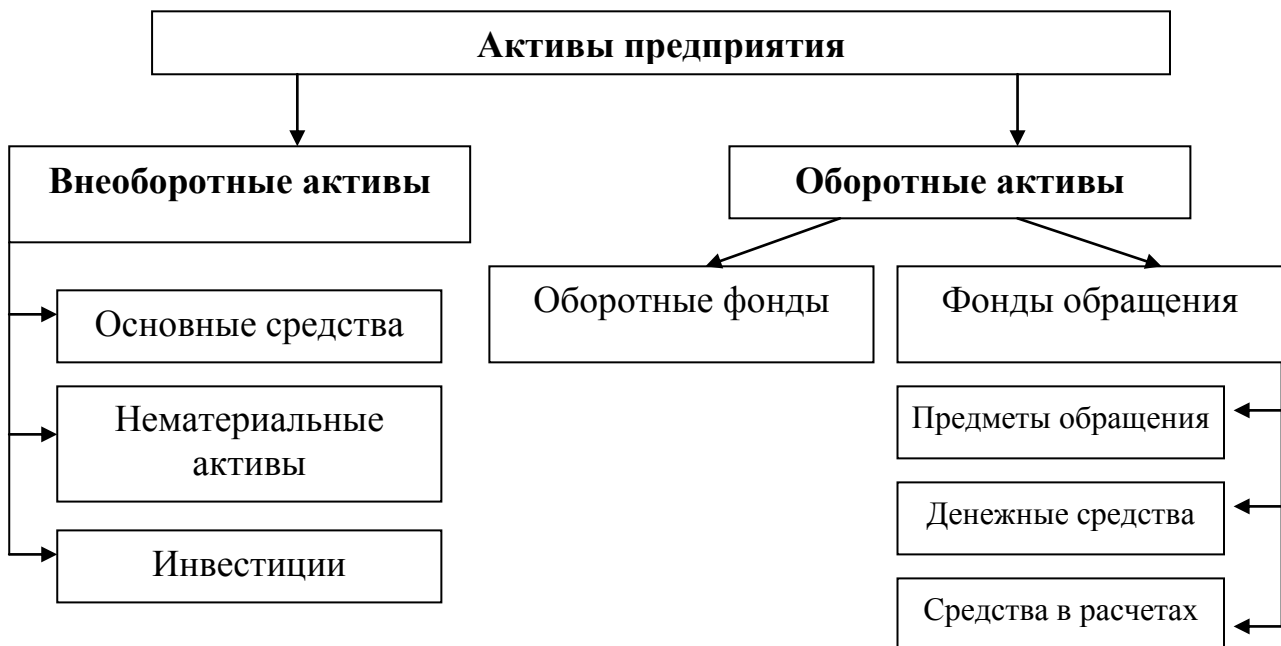 Активы предприятия
Внеоборотные активы
Оборотные активы
Основные средства
Нематериальные
активы
Инвестиции
Оборотные фонды
Фонды обращения
Предметы обращения
Денежные средства
Средства в расчетах